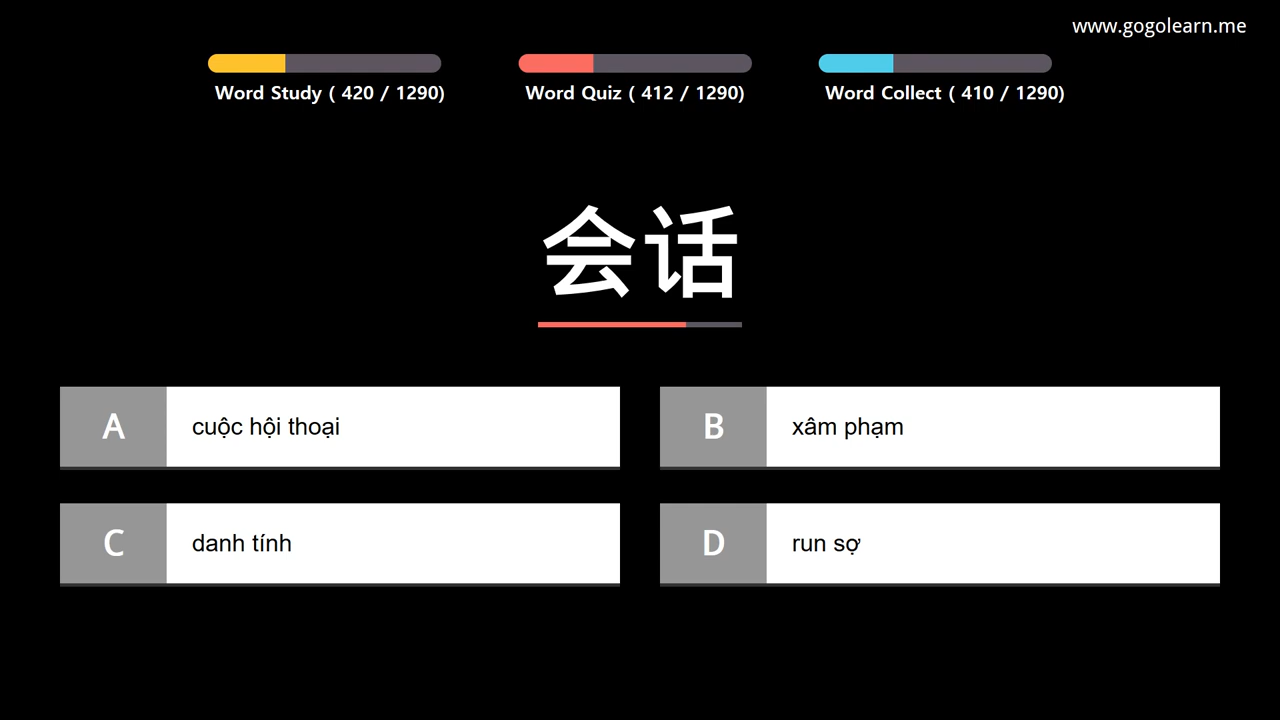 www.gogolearn.me
Word Study ( 420 / 1290)
Word Quiz ( 412 / 1290)
Word Collect ( 410 / 1290)
会话
A cuộc hội thoại
B xâm phạm
C danh tính
D run sợ